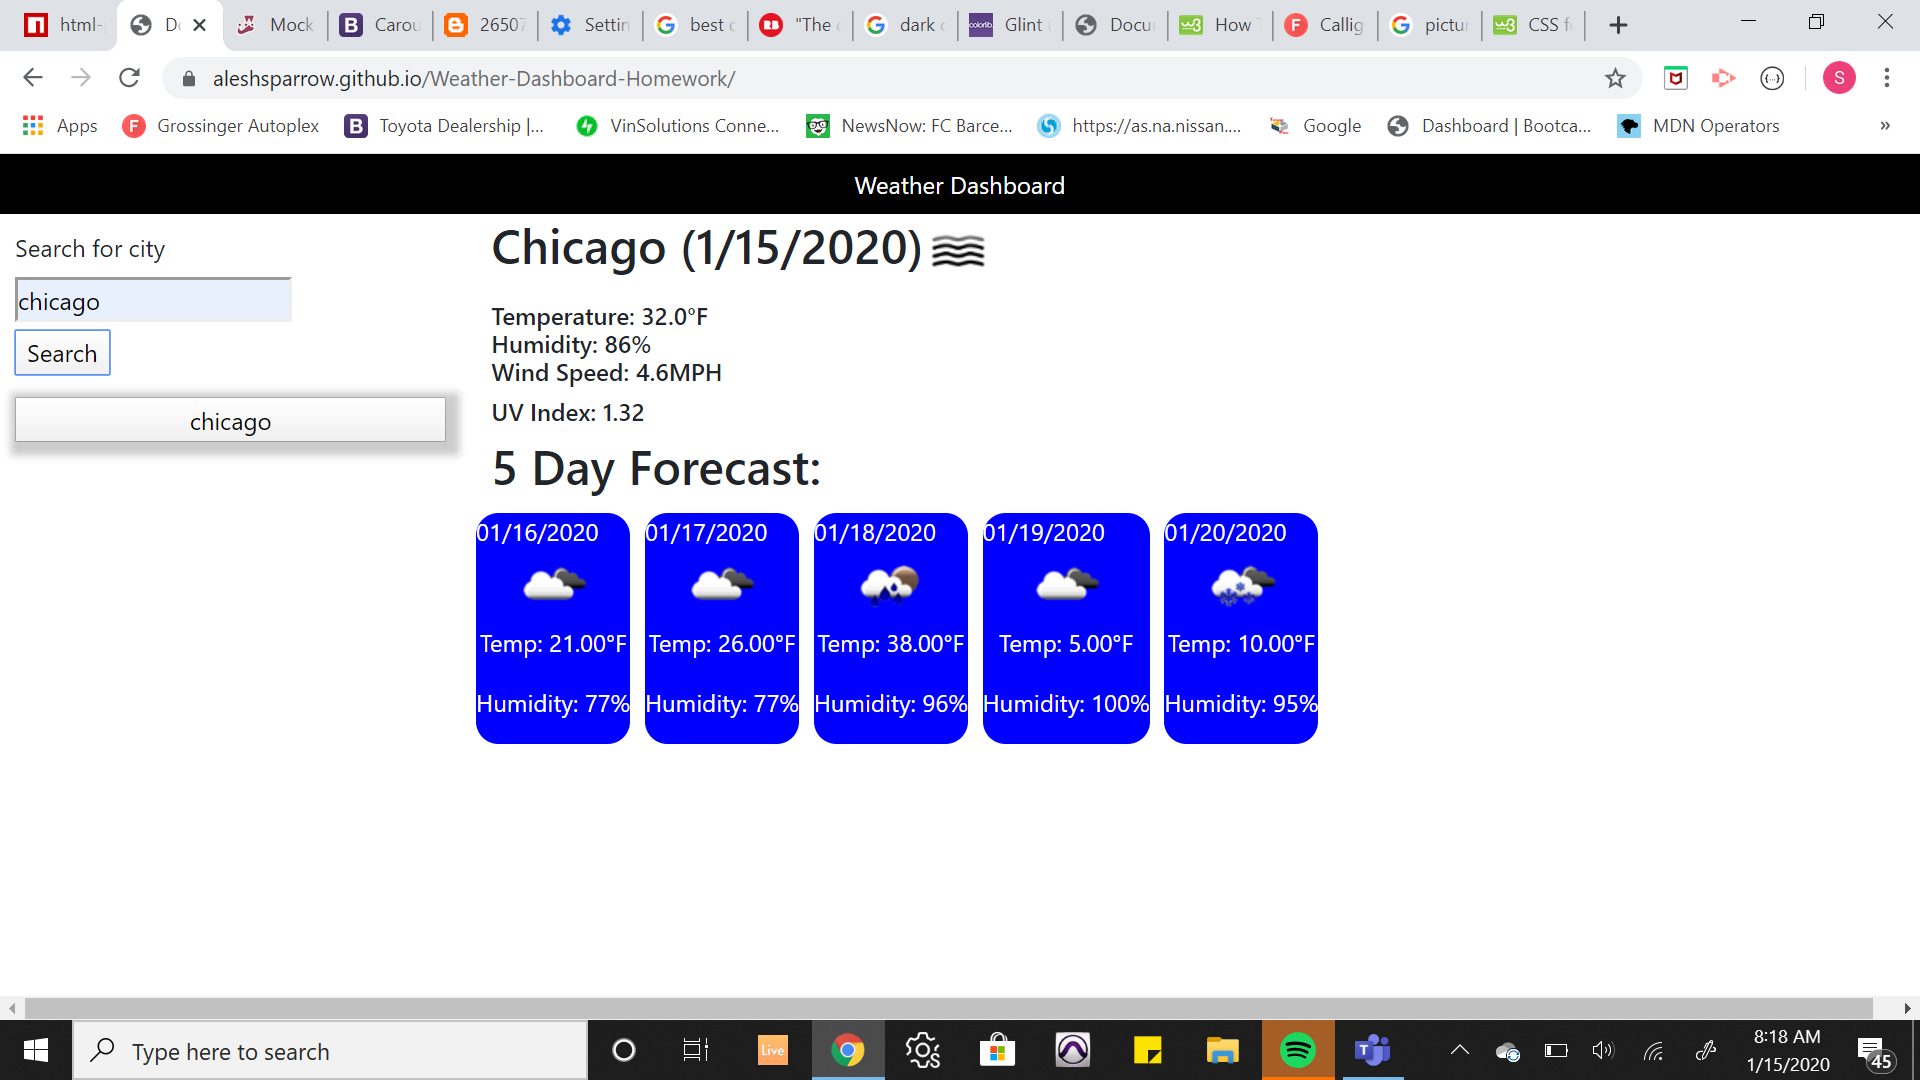 html-
Do
Mock
Carou
26507
Settin
best
"The
dark
Glint
Docu
How
Callig
pictur
CSS f
aleshsparrow.github.io/Weather-Dashboard-Homework/
S
Apps
Grossinger Autoplex
Toyota Dealership |...
VinSolutions Conne...
NewsNow: FC Barce...
https://as.na.nissan....
Google
Dashboard | Bootca...
MDN Operators
»
Weather Dashboard
Search for city
chicago
Search
chicago
Chicago (1/15/2020)
Temperature: 32.0°F
Humidity: 86%
Wind Speed: 4.6MPH
UV Index: 1.32
5 Day Forecast:
01/16/2020
Temp: 21.00°F
Humidity: 77%
01/17/2020
Temp: 26.00°F
Humidity: 77%
01/18/2020
Temp: 38.00°F
Humidity: 96%
01/19/2020
Temp: 5.00°F
Humidity: 100%
01/20/2020
Temp: 10.00°F
Humidity: 95%
Type here to search
Live
8:18 AM
1/15/2020
45